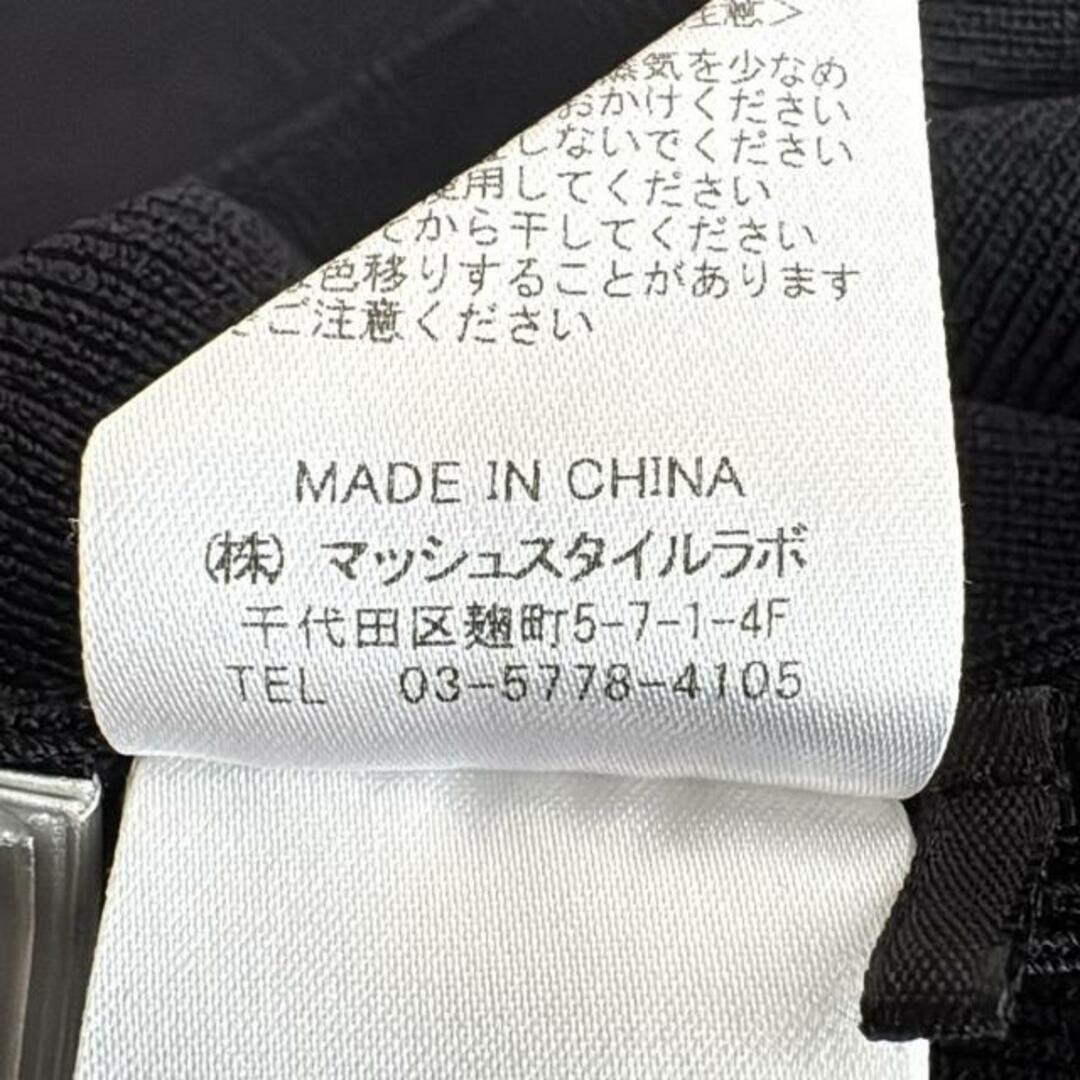 注意>
蒸気を少なめ
おかけください
しないでください
使用してください
てから干してください
色移りすることがあります
ご注意ください
MADE IN CHINA
(株) マッシュスタイルラボ
千代田区麹町5-7-1-4F
TEL 03-5778-4105